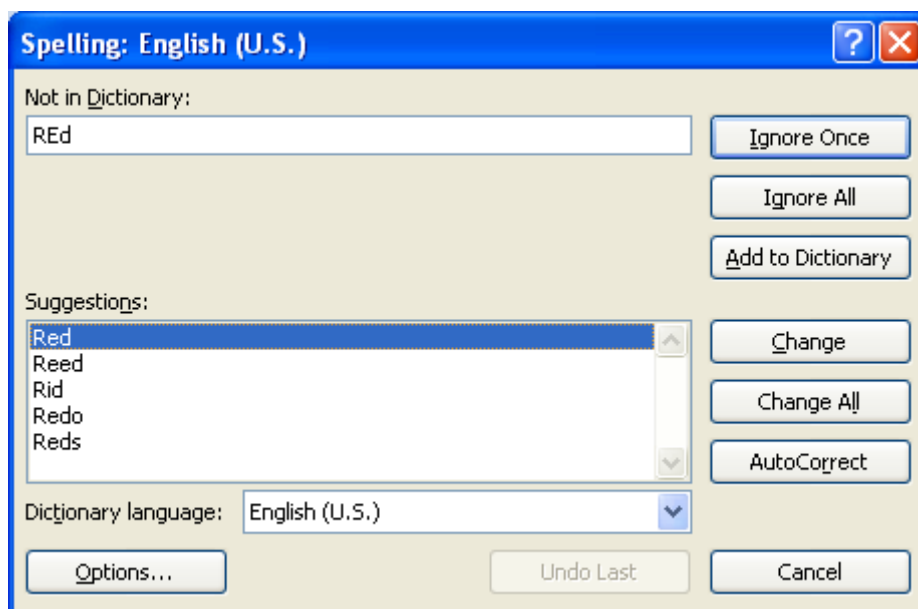 Spelling: English (U.S.)
Not in Dictionary:
REd
Ignore Once
Ignore All
Add to Dictionary
Suggestions:
Red
Reed
Rid
Redo
Reds
Change
Change All
AutoCorrect
Dictionary language: English (U.S.)
Options... Undo Last Cancel